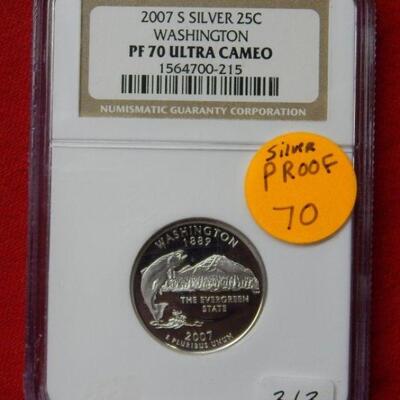 2007 S SILVER 25C
WASHINGTON
PF 70 ULTRA CAMEO
1564700-215
NUMISMATIC GUARANTY CORPORATION
Silver
PROOF
70
WASHINGTON
1889
THE EVERGREEN
STATE
2007
E PLURIBUS UNUM